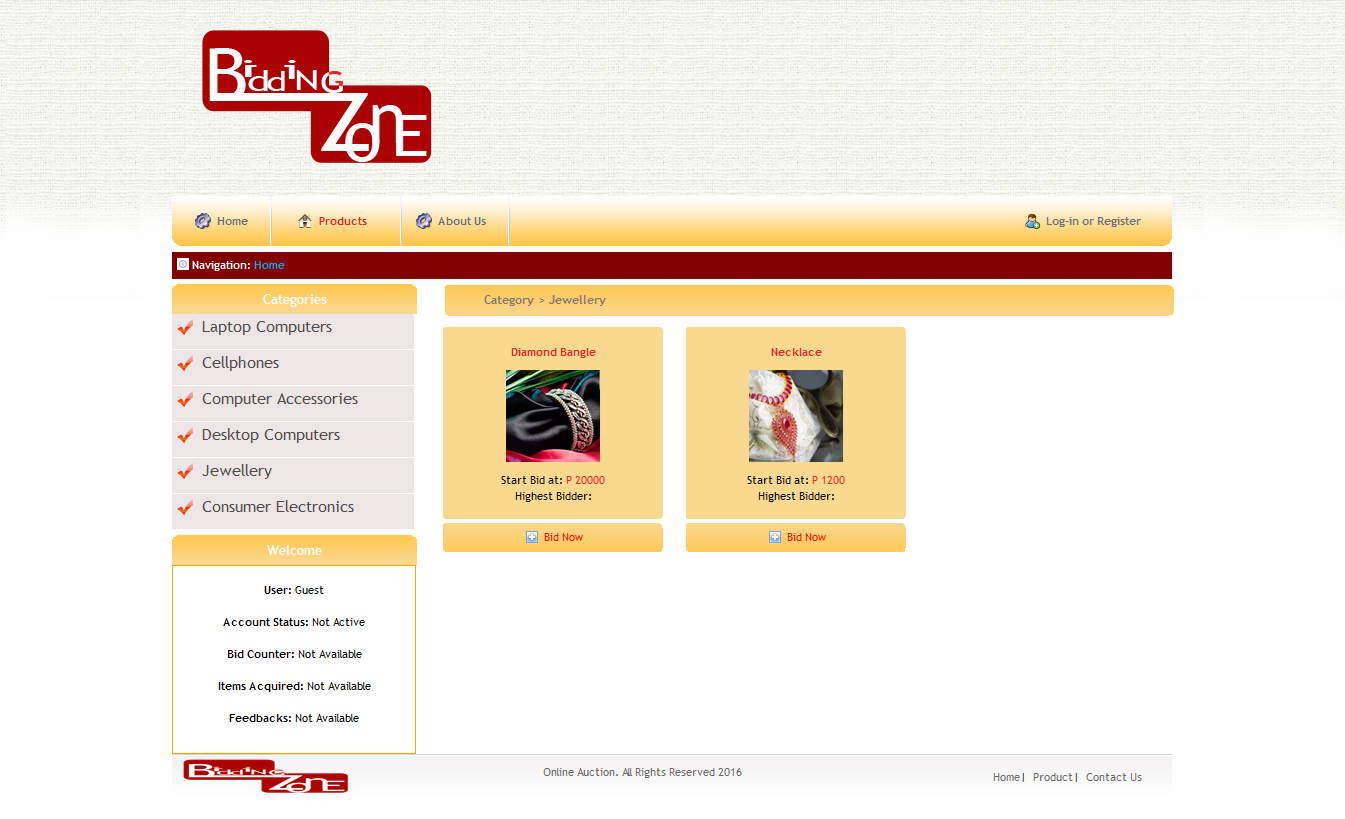 BiddiNG
ZonE
Home
Products
About Us
Log-in or Register
Navigation: Home
Categories
Laptop Computers
Cellphones
Computer Accessories
Desktop Computers
Jewellery
Consumer Electronics
Category > Jewellery
Diamond Bangle
Start Bid at: P 20000
Highest Bidder:
Bid Now
Necklace
Start Bid at: P 1200
Highest Bidder:
Bid Now
Welcome
User: Guest
Account Status: Not Active
Bid Counter: Not Available
Items Acquired: Not Available
Feedbacks: Not Available
BiddiNG
ZonE
Online Auction. All Rights Reserved 2016
Home| Product| Contact Us